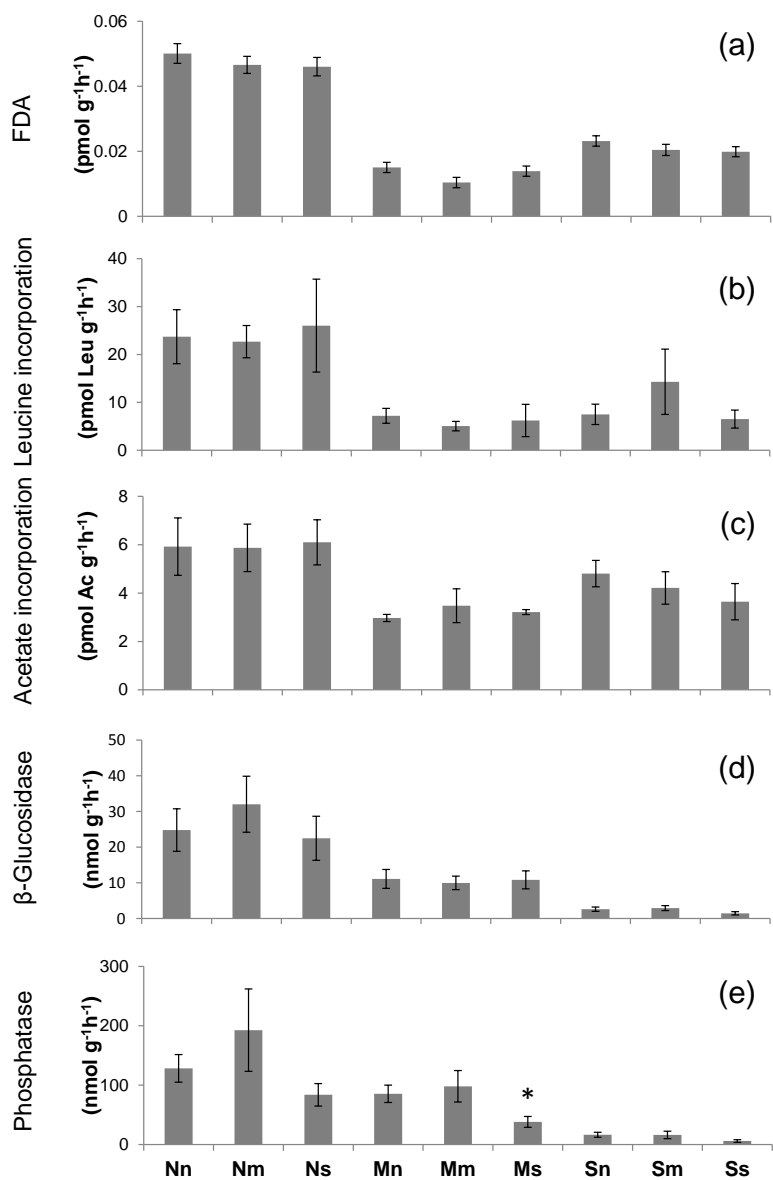 FDA
(pmol g-1h-1)
(a)
0.06
0.04
0.02
0
Leucine incorporation
(pmol Leu g-1h-1)
(b)
40
30
20
10
0
Acetate incorporation
(pmol Ac g-1h-1)
(c)
8
6
4
2
0
β-Glucosidase
(nmol g-1h-1)
(d)
50
40
30
20
10
0
Phosphatase
(nmol g-1h-1)
(e)
300
200
100
0
*
Nn Nm Ns Mn Mm Ms Sn Sm Ss